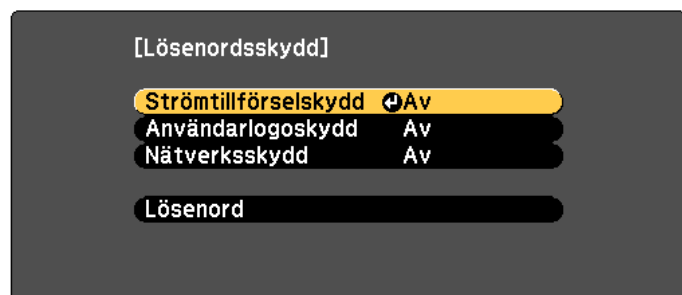 [Lösenordsskydd]
Strömtillförselskydd Av
Användarlogoskydd Av
Nätverksskydd Av
Lösenord